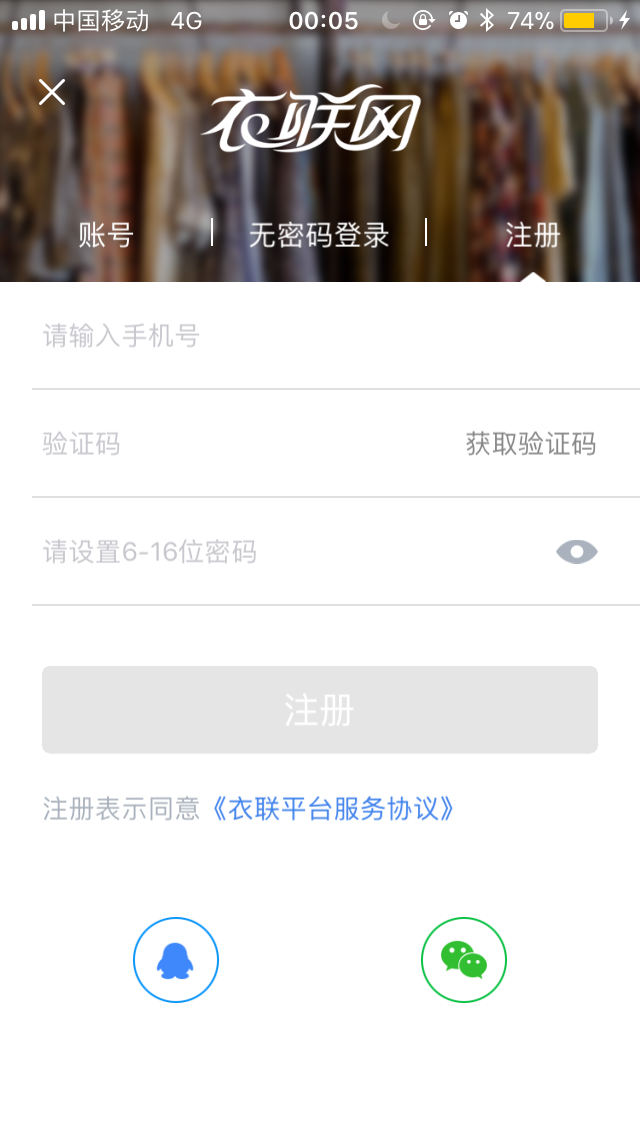 中国移动 4G 00:05 74%
衣联网
账号 无密码登录 注册
请输入手机号
验证码 获取验证码
请设置6-16位密码
注册
注册表示同意《衣联平台服务协议》